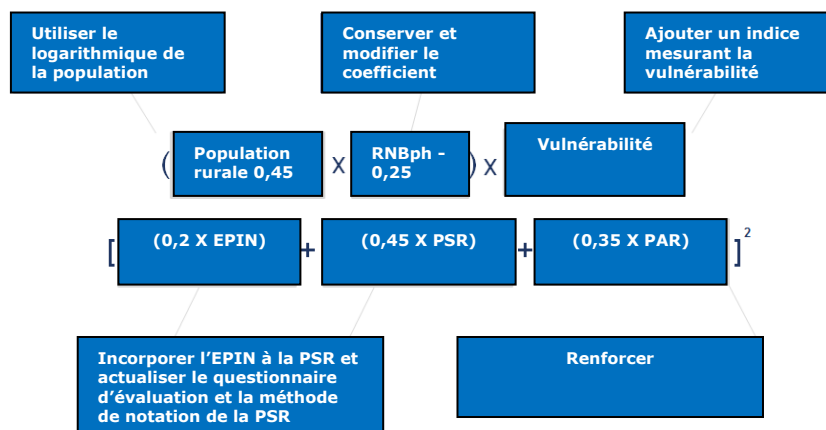 Utiliser le
logarithmique de
la population
Conserver et
modifier le
coefficient
Ajouter un indice
mesurant la
vulnérabilité
( Population
rurale 0,45
X
RNBph -
0,25
) X
Vulnérabilité
[ (0,2 X EPIN) + (0,45 X PSR) + (0,35 X PAR) ]²
Incorporer l’EPIN à la PSR et
actualiser le questionnaire
d’évaluation et la méthode
de notation de la PSR
Renforcer